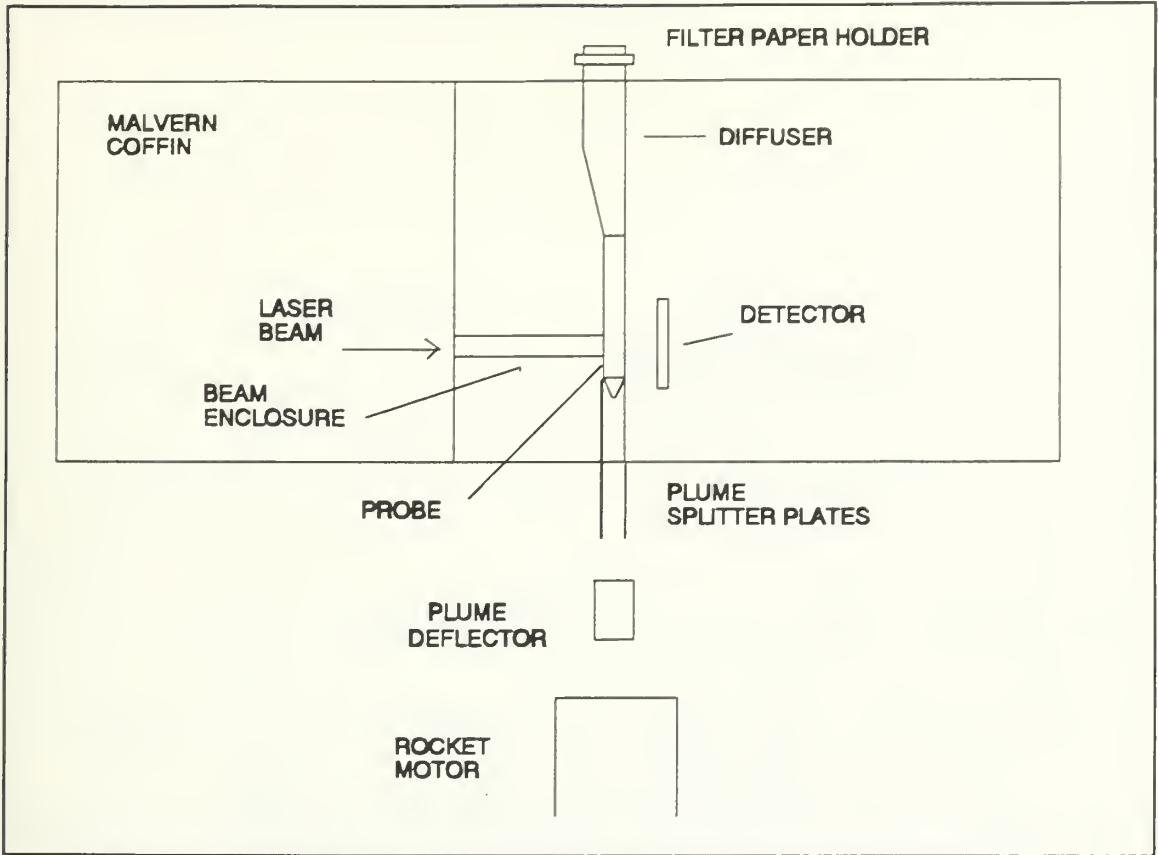 FILTER PAPER HOLDER
MALVERN
COFFIN
DIFFUSER
LASER
BEAM
DETECTOR
BEAM
ENCLOSURE
PROBE
PLUME
SPLITTER PLATES
PLUME
DEFLECTOR
ROCKET
MOTOR